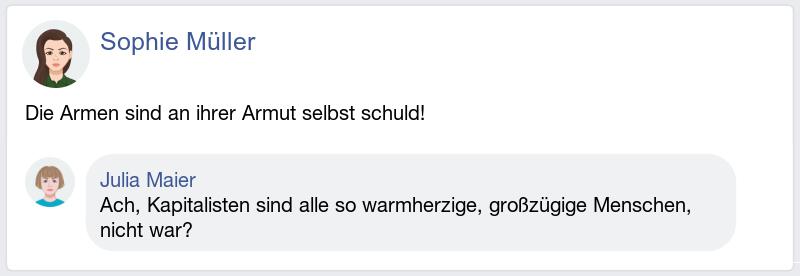 Sophie Müller
Die Armen sind an ihrer Armut selbst schuld!
Julia Maier
Ach, Kapitalisten sind alle so warmherzige, großzügige Menschen,
nicht war?